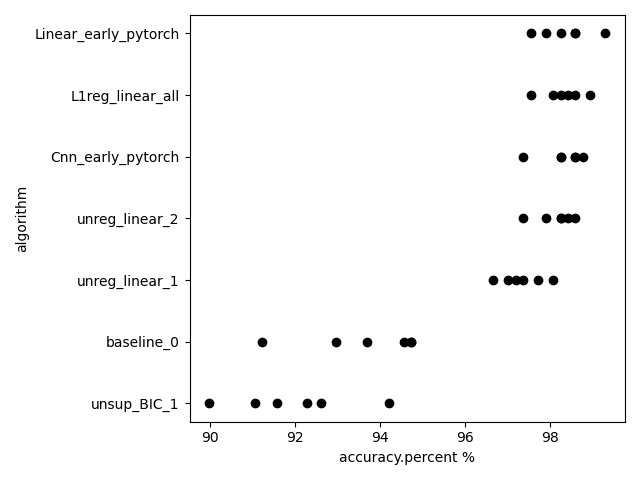 Linear_early_pytorch
L1reg_linear_all
Cnn_early_pytorch
unreg_linear_2
unreg_linear_1
baseline_0
unsup_BIC_1
algorithm
90 92 94 96 98
accuracy.percent %